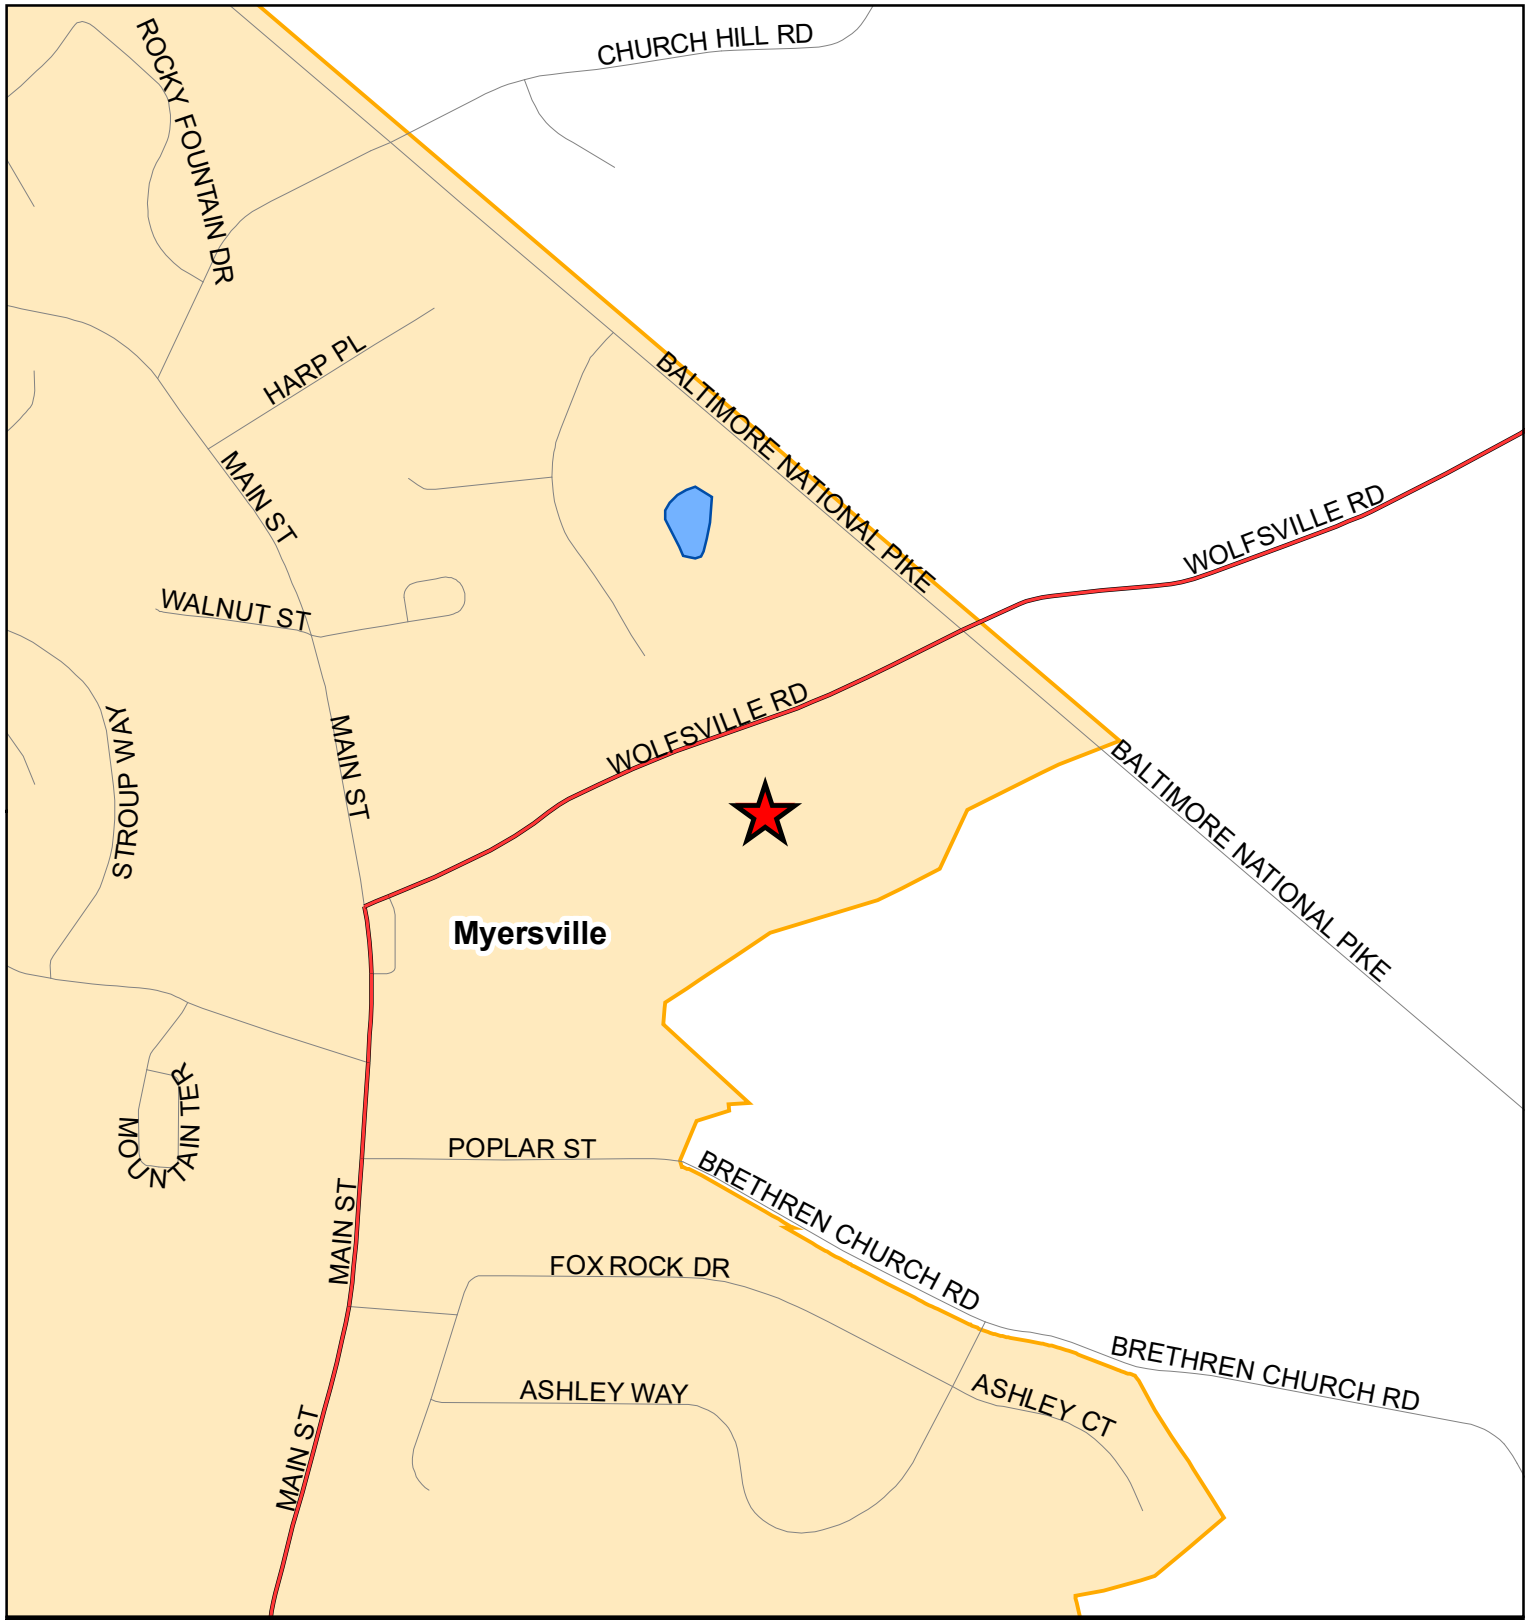 CHURCH HILL RD
ROCKY FOUNTAIN DR
HARP PL
BALTIMORE NATIONAL PIKE
MAIN ST
WOLFSVILLE RD
WALNUT ST
WOLFSVILLE RD
STROUP WAY
MAIN ST
BALTIMORE NATIONAL PIKE
Myersville
MOUNTAIN TER
POPLAR ST
BRETHREN CHURCH RD
MAIN ST
FOX ROCK DR
BRETHREN CHURCH RD
ASHLEY WAY
ASHLEY CT
MAIN ST